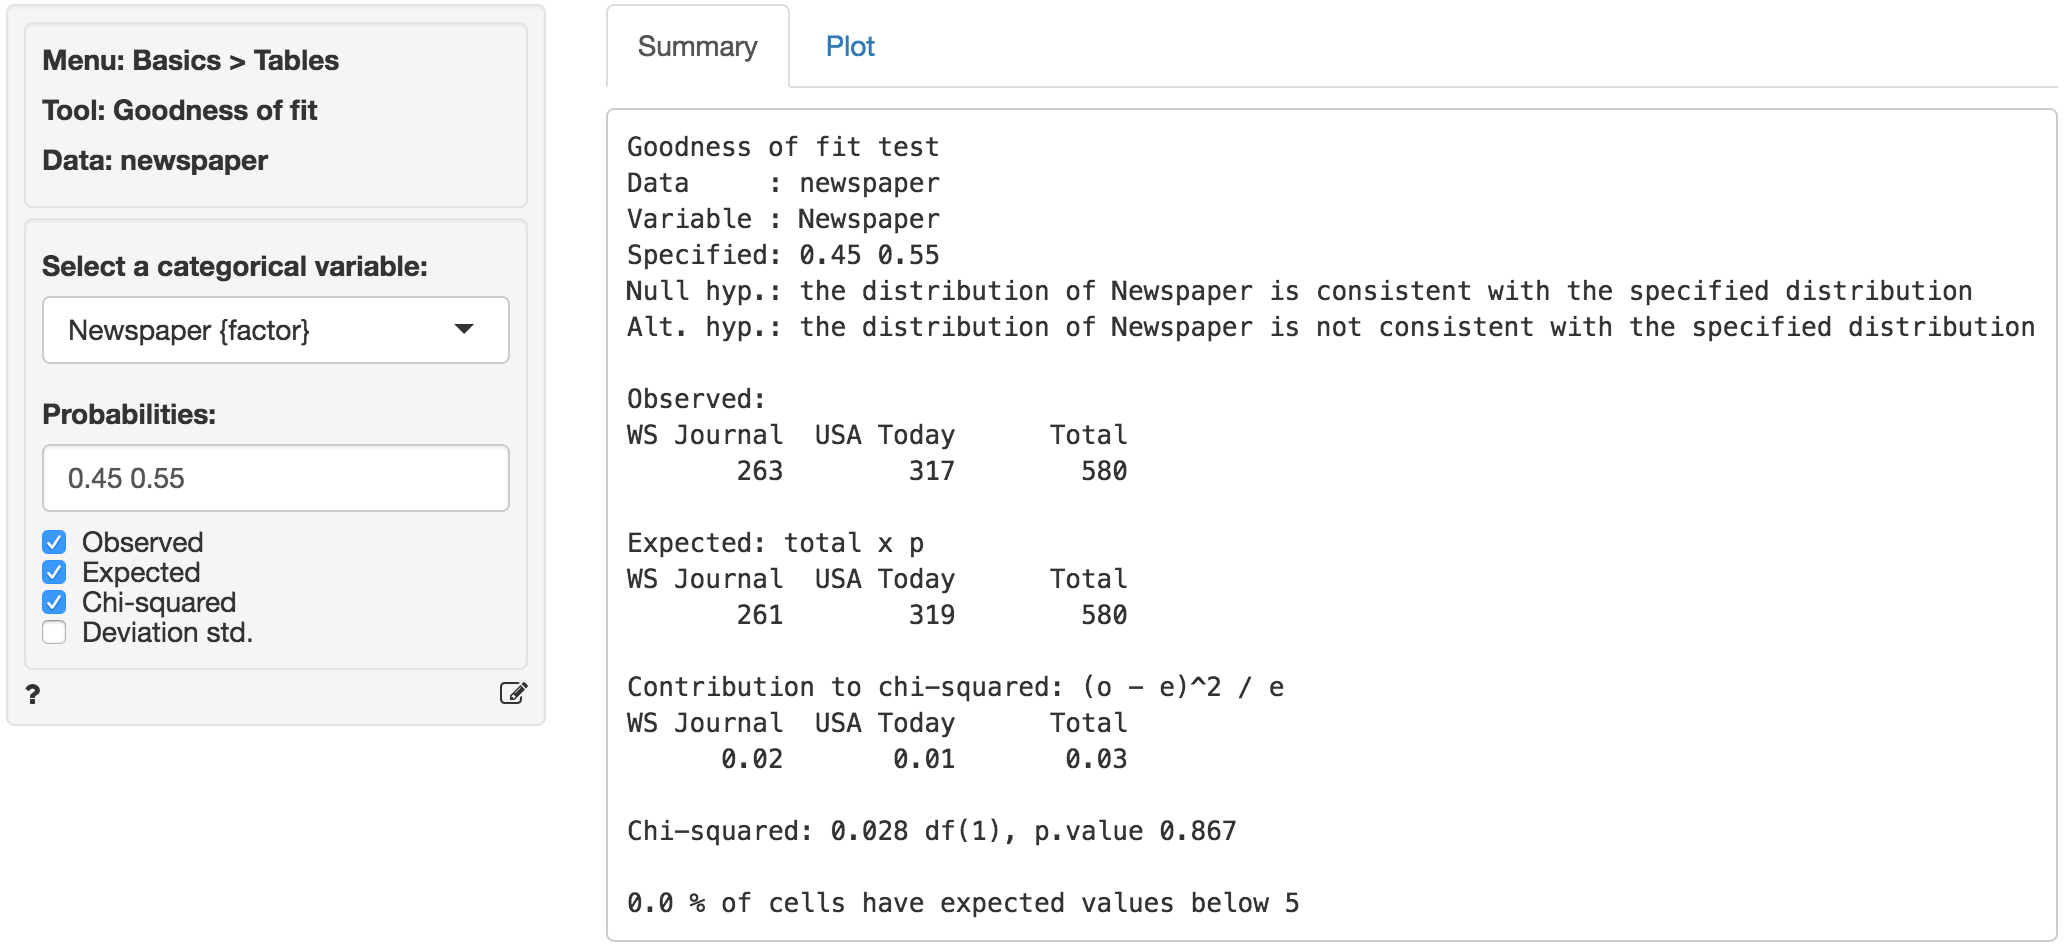 Menu: Basics > Tables
Tool: Goodness of fit
Data: newspaper
Select a categorical variable:
Newspaper {factor}
Probabilities:
0.45 0.55
Observed
Expected
Chi-squared
Deviation std.
?
Summary
Plot
Goodness of fit test
Data     : newspaper
Variable : Newspaper
Specified: 0.45 0.55
Null hyp.: the distribution of Newspaper is consistent with the specified distribution
Alt. hyp.: the distribution of Newspaper is not consistent with the specified distribution
Observed:
WS Journal  USA Today      Total
       263        317        580
Expected: total x p
WS Journal  USA Today      Total
       261        319        580
Contribution to chi-squared: (o - e)^2 / e
WS Journal  USA Today      Total
      0.02       0.01       0.03
Chi-squared: 0.028 df(1), p.value 0.867
0.0 % of cells have expected values below 5